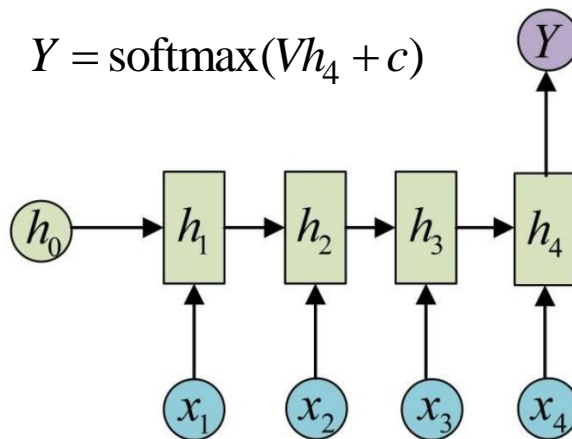 Y = softmax(Vh₄ + c)
Y
h₀ h₁ h₂ h₃ h₄
x₁ x₂ x₃ x₄